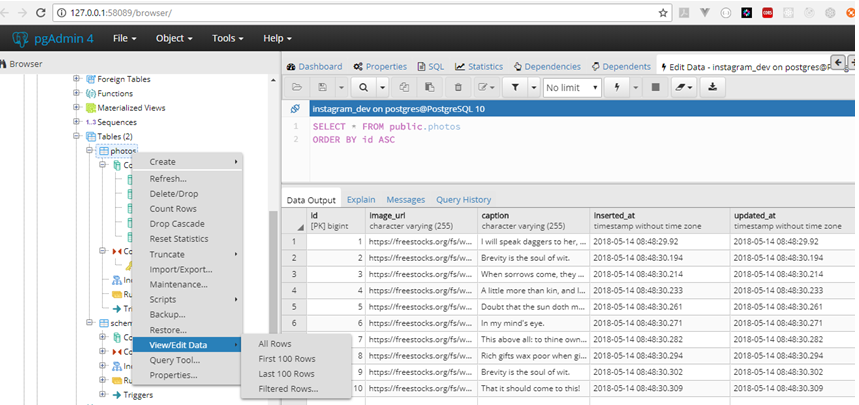 127.0.0.1:58089/browser/
pgAdmin 4 File Object Tools Help
Browser
Foreign Tables
Functions
Materialized Views
1..3 Sequences
Tables (2)
photos
Create
Refresh...
Delete/Drop
Count Rows
Drop Cascade
Reset Statistics
Truncate
Import/Export...
Maintenance...
Scripts
Backup...
Restore...
View/Edit Data
Query Tool...
Properties...
All Rows
First 100 Rows
Last 100 Rows
Filtered Rows...
Co
Co
Ind
Ru
Tri
schem
Co
Co
Ind
Ru
Triggers
Dashboard Properties SQL Statistics Dependencies Dependents Edit Data - instagram_dev on postgres@Postg
No limit
instagram_dev on postgres@PostgreSQL 10
1 SELECT * FROM public.photos
2 ORDER BY id ASC
Data Output Explain Messages Query History
id image_url caption inserted_at updated_at
[PK] bigint character varying (255) character varying (255) timestamp without time zone timestamp without time zone
1 1 https://freestocks.org/fs/w... I will speak daggers to her, ... 2018-05-14 08:48:29.92 2018-05-14 08:48:29.92
2 2 https://freestocks.org/fs/w... Brevity is the soul of wit. 2018-05-14 08:48:30.194 2018-05-14 08:48:30.194
3 3 https://freestocks.org/fs/w... When sorrows come, they ... 2018-05-14 08:48:30.214 2018-05-14 08:48:30.214
4 4 https://freestocks.org/fs/w... A little more than kin, and l... 2018-05-14 08:48:30.233 2018-05-14 08:48:30.233
5 5 https://freestocks.org/fs/w... Doubt that the sun doth m... 2018-05-14 08:48:30.261 2018-05-14 08:48:30.261
6 6 https://freestocks.org/fs/w... In my mind's eye. 2018-05-14 08:48:30.271 2018-05-14 08:48:30.271
7 https://freestocks.org/fs/w... This above all: to thine own... 2018-05-14 08:48:30.282 2018-05-14 08:48:30.282
8 https://freestocks.org/fs/w... Rich gifts wax poor when gi... 2018-05-14 08:48:30.294 2018-05-14 08:48:30.294
9 https://freestocks.org/fs/w... Brevity is the soul of wit. 2018-05-14 08:48:30.302 2018-05-14 08:48:30.302
10 https://freestocks.org/fs/w... That it should come to this! 2018-05-14 08:48:30.309 2018-05-14 08:48:30.309